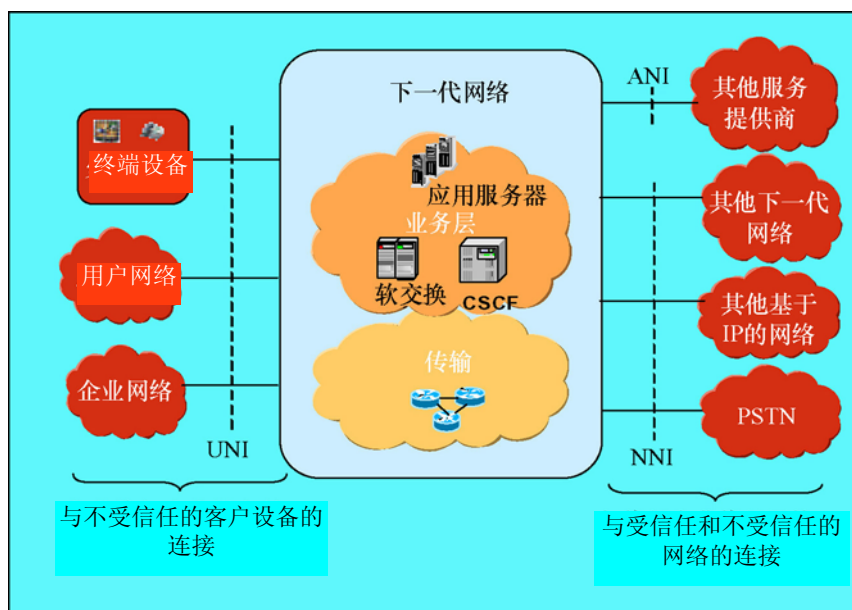 下一代网络
ANI
其他服务
提供商
终端设备
应用服务器
业务层
其他下一代
网络
用户网络
软交换
CSCF
其他基于
IP的网络
传输
企业网络
PSTN
UNI
NNI
与不受信任的客户设备的
连接
与受信任和不受信任的
网络的连接